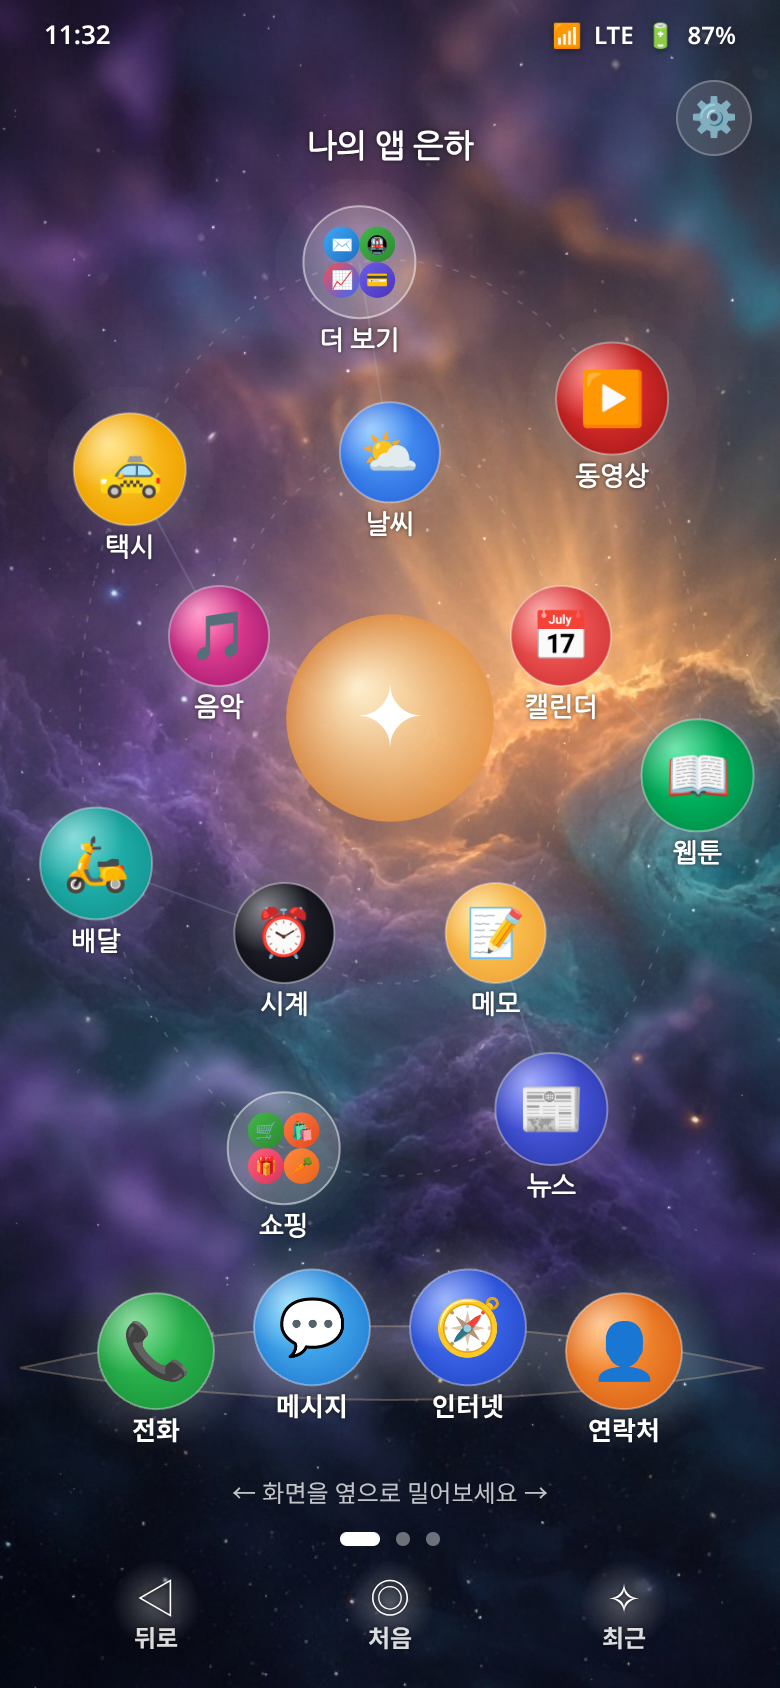 11:32
LTE 87%
나의 앱 은하
더 보기
동영상
택시
날씨
음악
July
17
캘린더
웹툰
배달
시계
메모
뉴스
쇼핑
전화
메시지
인터넷
연락처
← 화면을 옆으로 밀어보세요 →
뒤로
처음
최근